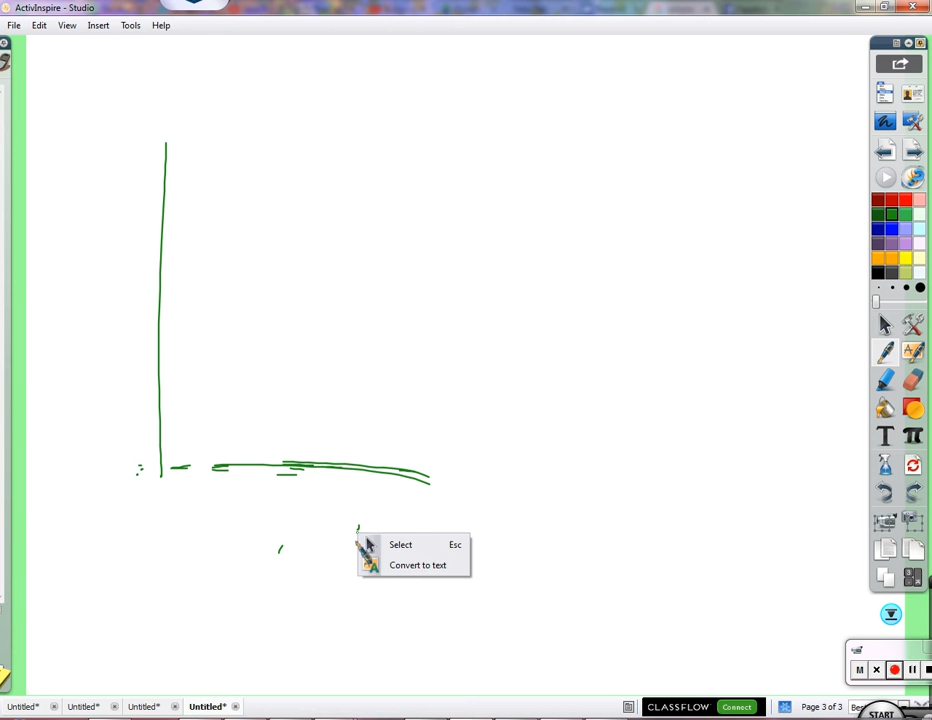 ActivInspire - Studio
File Edit View Insert Tools Help
Select Esc
Convert to text
T π
M
Untitled* Untitled* Untitled* Untitled* CLASSFLOW Connect Page 3 of 3 Bes
START